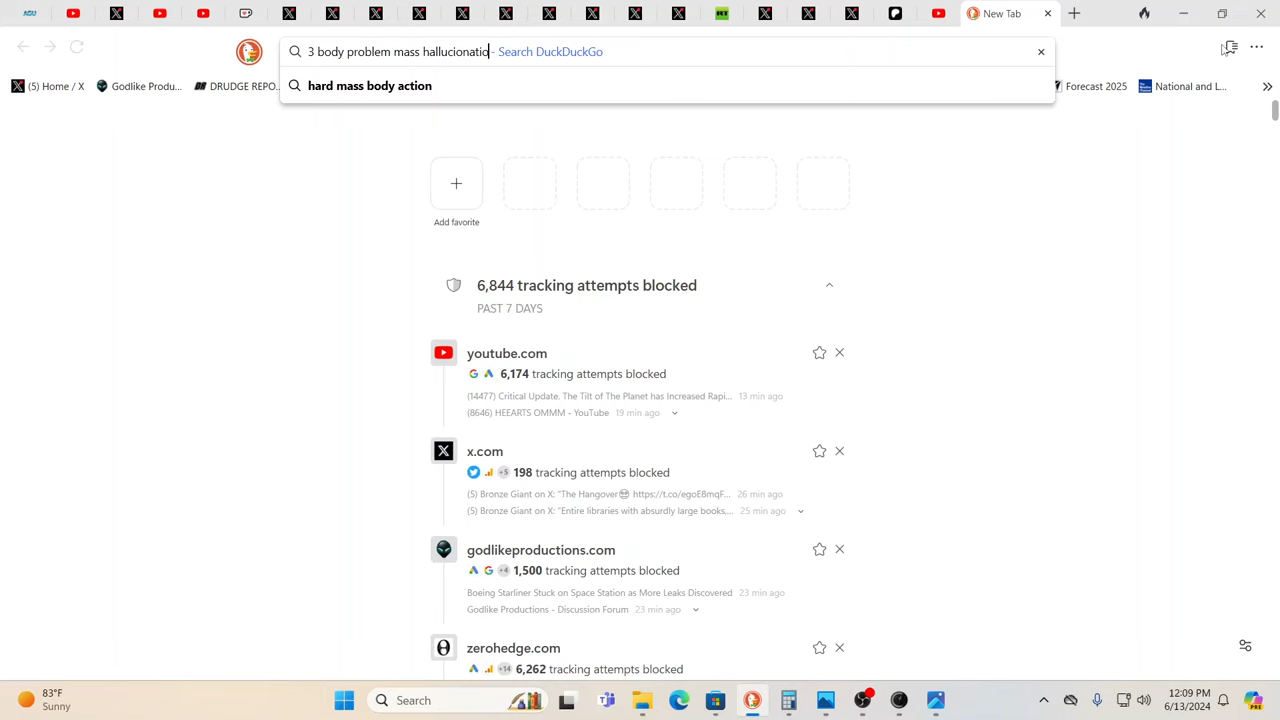 New Tab
3 body problem mass hallucinatio - Search DuckDuckGo
hard mass body action
(5) Home / X
Godlike Produ...
DRUDGE REPO...
Forecast 2025
National and L...
Add favorite
6,844 tracking attempts blocked
PAST 7 DAYS
youtube.com
6,174 tracking attempts blocked
(14477) Critical Update. The Tilt of The Planet has Increased Rapi... 13 min ago
(8646) HEEARTS OMMM - YouTube 19 min ago
x.com
+5 198 tracking attempts blocked
(5) Bronze Giant on X: "The Hangover😎 https://t.co/egoE8mqF... 26 min ago
(5) Bronze Giant on X: "Entire libraries with absurdly large books,... 25 min ago
godlikeproductions.com
+4 1,500 tracking attempts blocked
Boeing Starliner Stuck on Space Station as More Leaks Discovered 23 min ago
Godlike Productions - Discussion Forum 23 min ago
zerohedge.com
+14 6,262 tracking attempts blocked
83°F
Sunny
Search
12:09 PM
6/13/2024